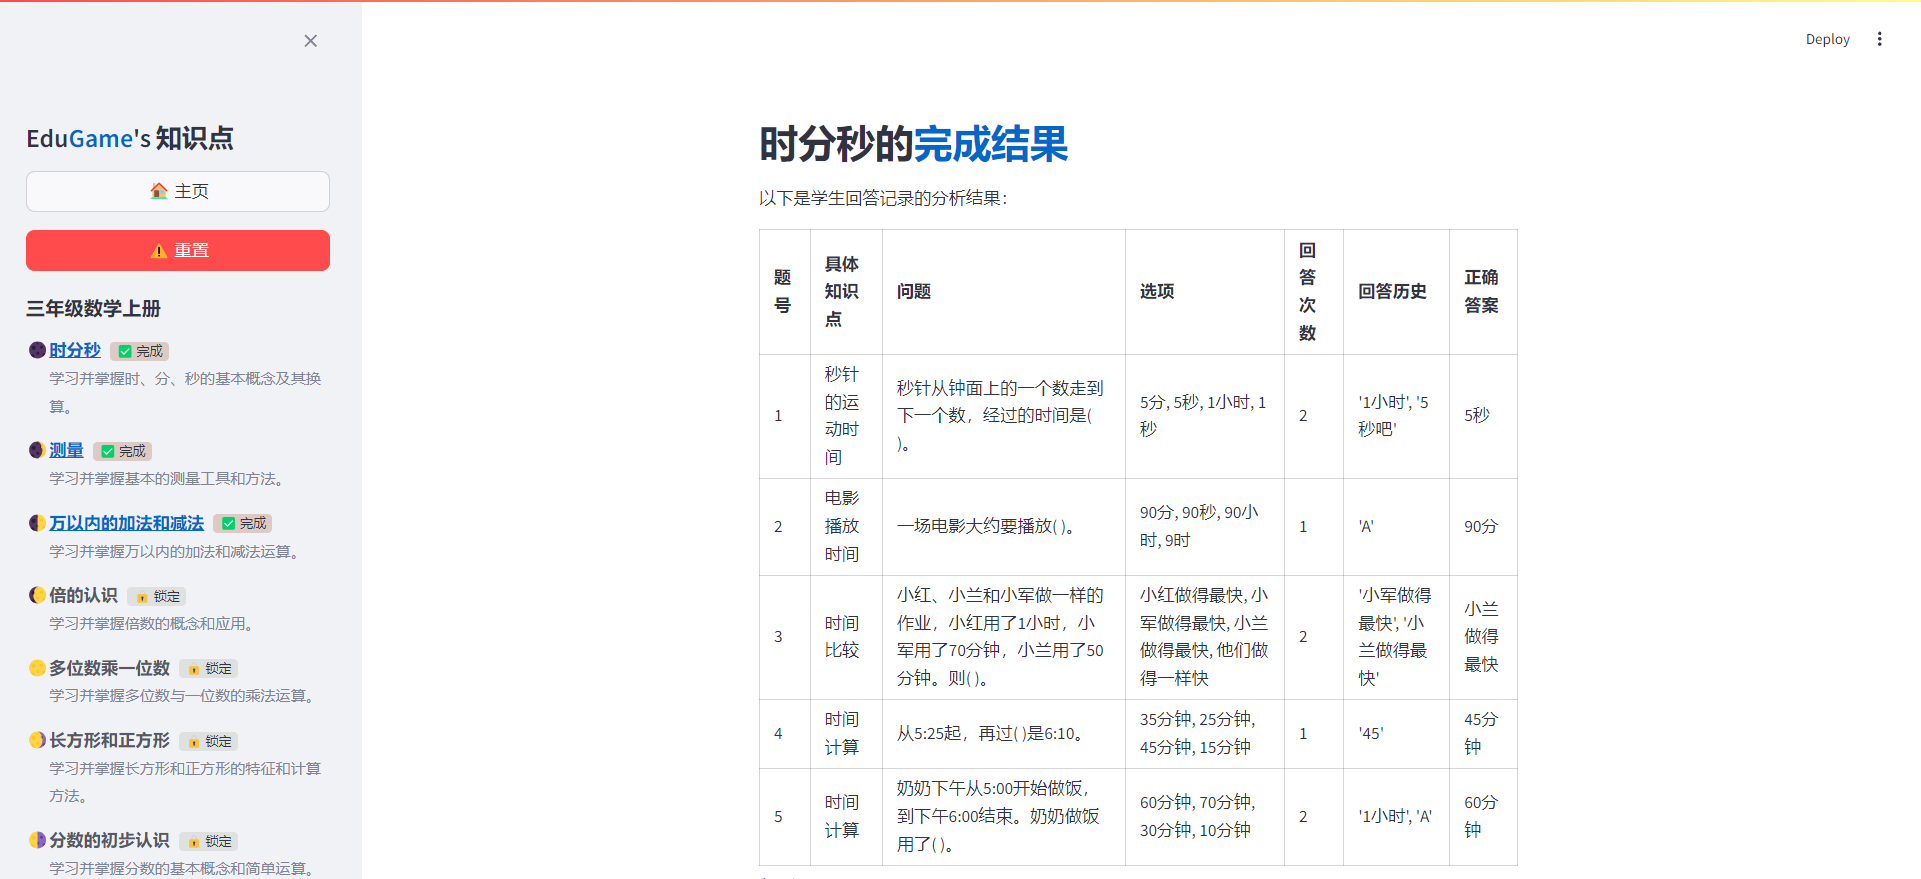 Deploy
EduGame's 知识点
主页
重置
三年级数学上册
时分秒 完成
学习并掌握时、分、秒的基本概念及其换
算。
测量 完成
学习并掌握基本的测量工具和方法。
万以内的加法和减法 完成
学习并掌握万以内的加法和减法运算。
倍的认识 锁定
学习并掌握倍数的概念和应用。
多位数乘一位数 锁定
学习并掌握多位数与一位数的乘法运算。
长方形和正方形 锁定
学习并掌握长方形和正方形的特征和计算
方法。
分数的初步认识 锁定
学习并掌握分数的基本概念和简单运算。
时分秒的完成结果
以下是学生回答记录的分析结果：
题
号
具体
知识
点
问题
选项
回
答
次
数
回答历史
正确
答案
1
秒针
的运
动时
间
秒针从钟面上的一个数走到
下一个数，经过的时间是(
)。
5分, 5秒, 1小时, 1
秒
2
'1小时', '5
秒吧'
5秒
2
电影
播放
时间
一场电影大约要播放( )。
90分, 90秒, 90小
时, 9时
1
'A'
90分
3
时间
比较
小红、小兰和小军做一样的
作业，小红用了1小时，小
军用了70分钟，小兰用了50
分钟。则( )。
小红做得最快, 小
军做得最快, 小兰
做得最快, 他们做
得一样快
2
'小军做得
最快', '小
兰做得最
快'
小兰
做得
最快
4
时间
计算
从5:25起，再过( )是6:10。
35分钟, 25分钟,
45分钟, 15分钟
1
'45'
45分
钟
5
时间
计算
奶奶下午从5:00开始做饭，
到下午6:00结束。奶奶做饭
用了( )。
60分钟, 70分钟,
30分钟, 10分钟
2
'1小时', 'A'
60分
钟